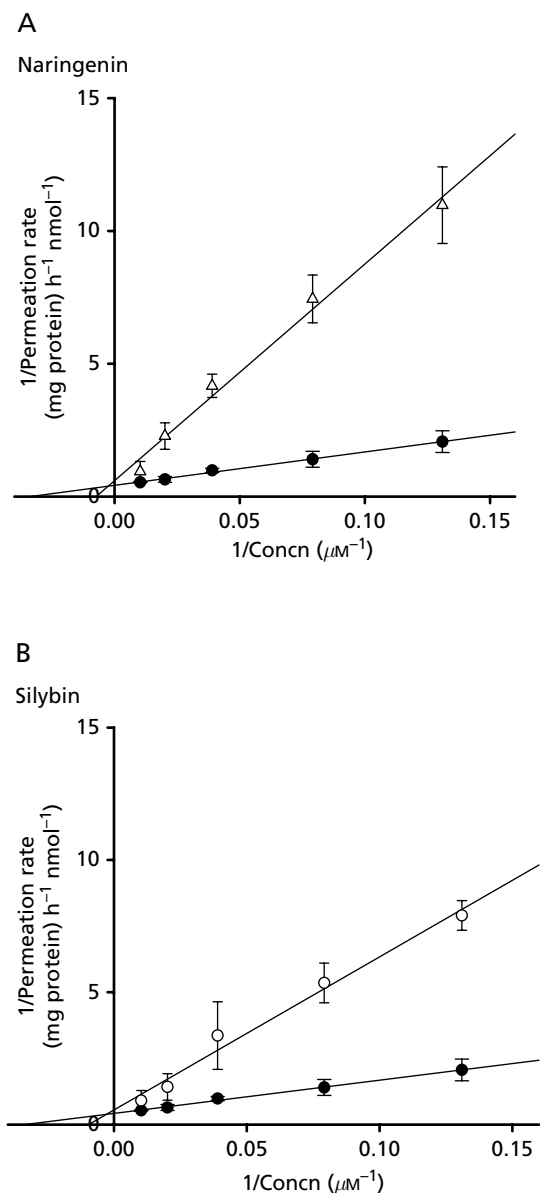 A
Naringenin
15
10
5
0
1/Permeation rate
(mg protein) h⁻¹ nmol⁻¹)
0.00 0.05 0.10 0.15
1/Concn (μM⁻¹)
B
Silybin
15
10
5
0
1/Permeation rate
(mg protein) h⁻¹ nmol⁻¹)
0.00 0.05 0.10 0.15
1/Concn (μM⁻¹)